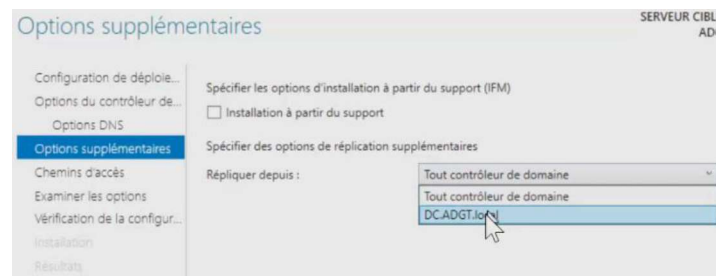 Options supplémentaires
SERVEUR CIBL
AD
Configuration de déploie...
Options du contrôleur de...
Options DNS
Options supplémentaires
Chemins d'accès
Examiner les options
Vérification de la configur...
Installation
Résultats
Spécifier les options d'installation à partir du support (IFM)
Installation à partir du support
Spécifier des options de réplication supplémentaires
Répliquer depuis :
Tout contrôleur de domaine
Tout contrôleur de domaine
DC.ADGT.local